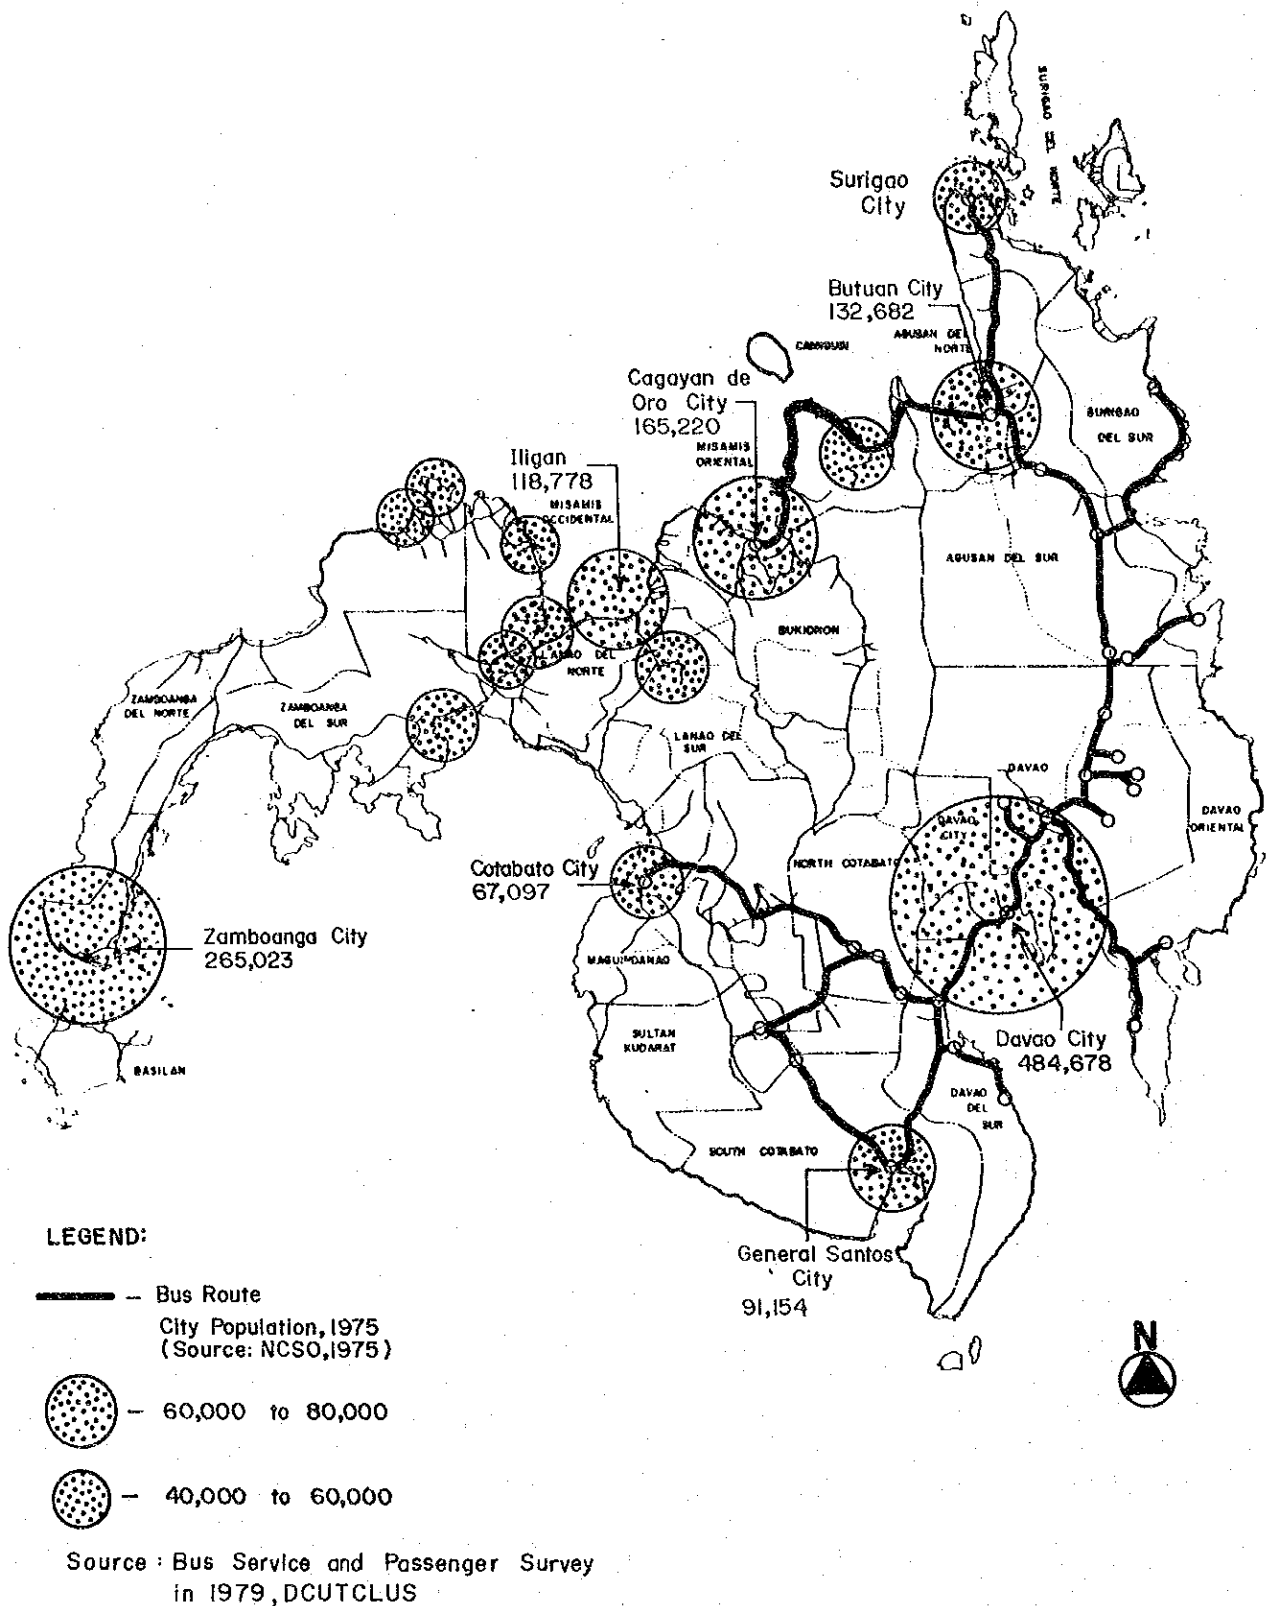 SURIGAO DEL NORTE
Surigao
City
Butuan City
132,682
AGUSAN DEL
NORTE
CAMIGUIN
Cagayan de
Oro City
165,220
MISAMIS
ORIENTAL
SURIGAO
DEL SUR
Iligan
118,778
MISAMIS
OCCIDENTAL
AGUSAN DEL SUR
BUKIDNON
LANAO DEL
NORTE
ZAMBOANGA
DEL NORTE
ZAMBOANGA
DEL SUR
LANAO DEL
SUR
DAVAO
DAVAO
ORIENTAL
DAVAO
CITY
NORTH COTABATO
Cotabato City
67,097
Zamboanga City
265,023
MAGUINDANAO
SULTAN
KUDARAT
Davao City
484,678
BASILAN
DAVAO
DEL
SUR
SOUTH COTABATO
LEGEND:
General Santos
City
91,154
– Bus Route
City Population, 1975
(Source: NCSO, 1975)
N
– 60,000 to 80,000
– 40,000 to 60,000
Source : Bus Service and Passenger Survey
in 1979, DCUTCLUS